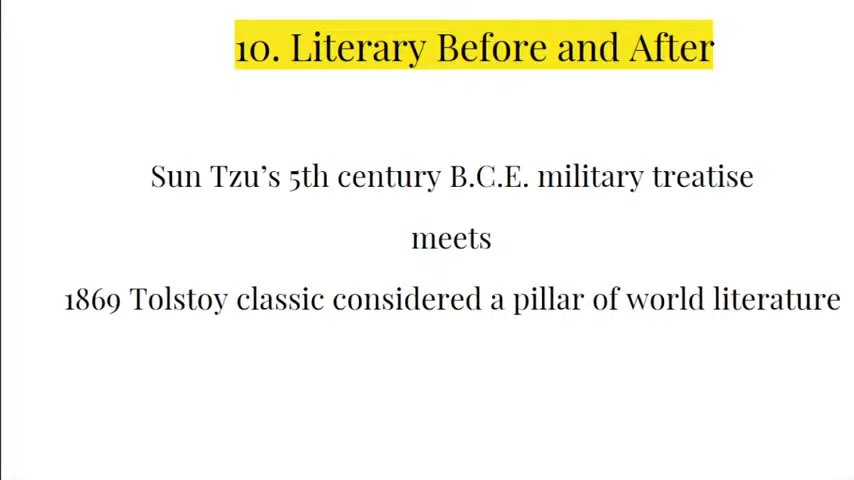 10. Literary Before and After
Sun Tzu’s 5th century B.C.E. military treatise
meets
1869 Tolstoy classic considered a pillar of world literature